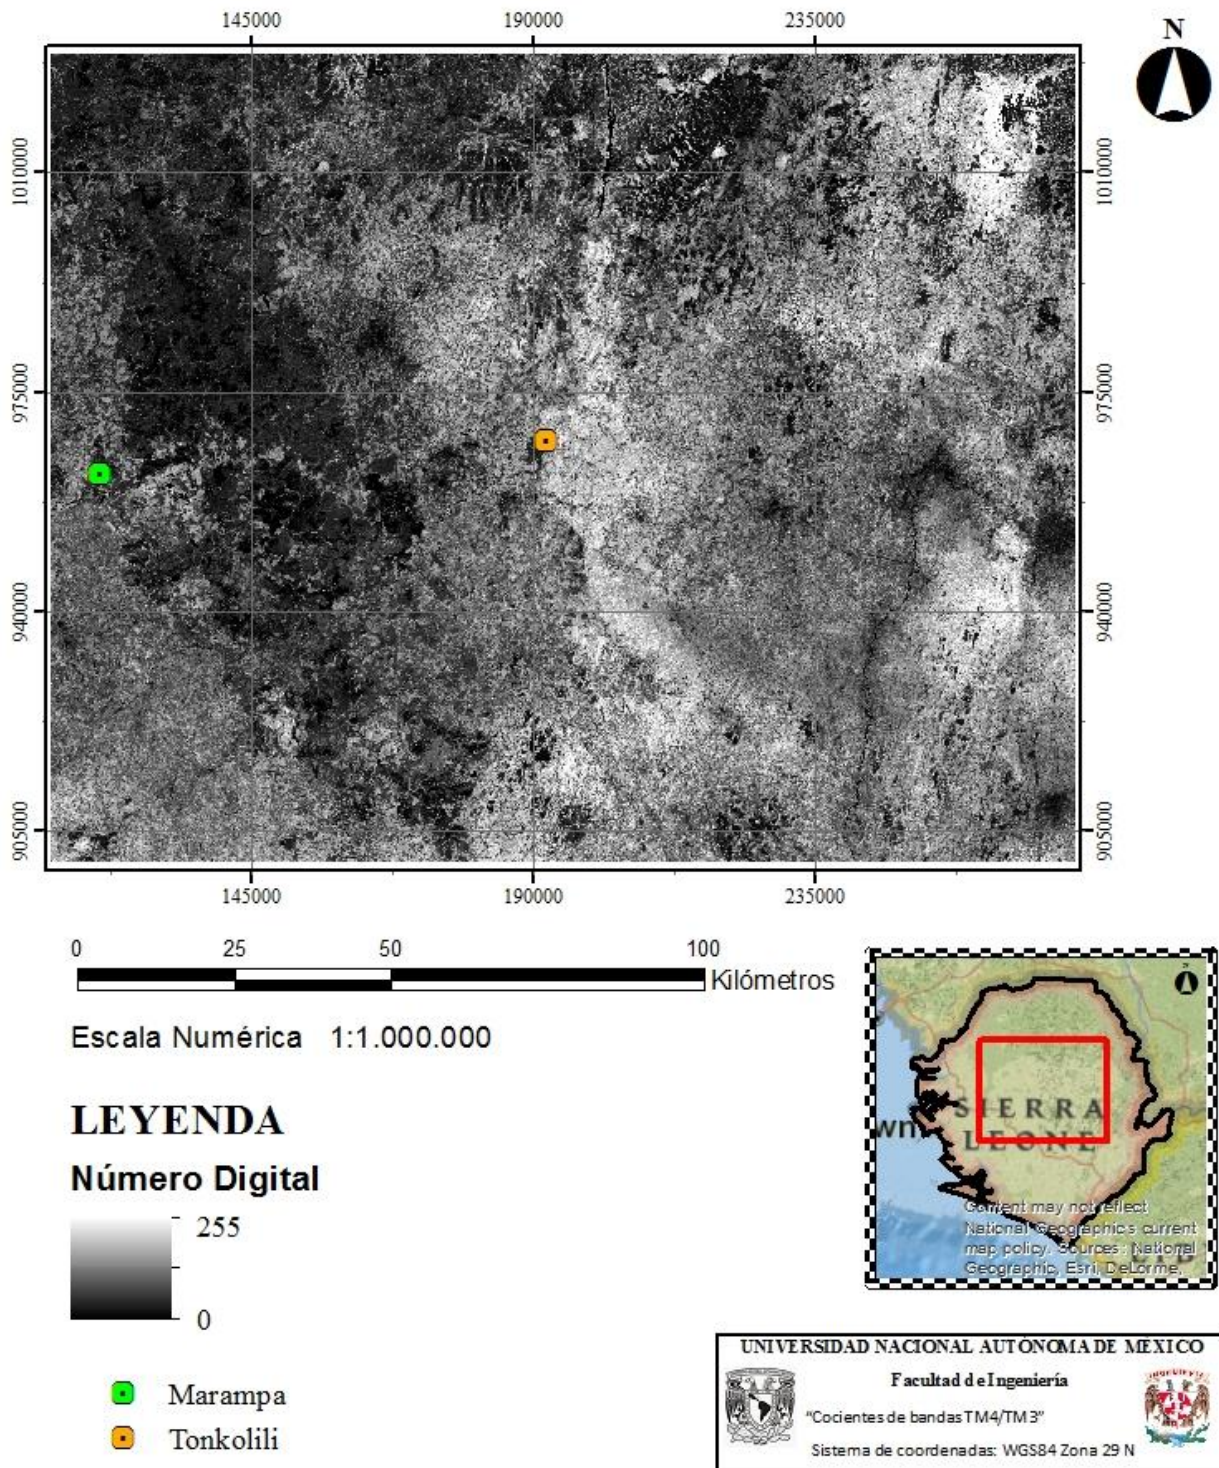 145000 190000 235000
N
1010000 1010000
975000 975000
940000 940000
905000 905000
145000 190000 235000
0 25 50 100
Kilómetros
Escala Numérica 1:1.000.000
SIERRA
LEONE
wn
Content may not reflect
National Geographic's current
map policy. Sources: National
Geographic, Esri, DeLorme,
LEYENDA
Número Digital
255
0
Marampa
Tonkolili
UNIVERSIDAD NACIONAL AUTÓNOMA DE MEXICO
Facultad de Ingeniería
"Cocientes de bandas TM4/TM3"
Sistema de coordenadas: WGS84 Zona 29 N